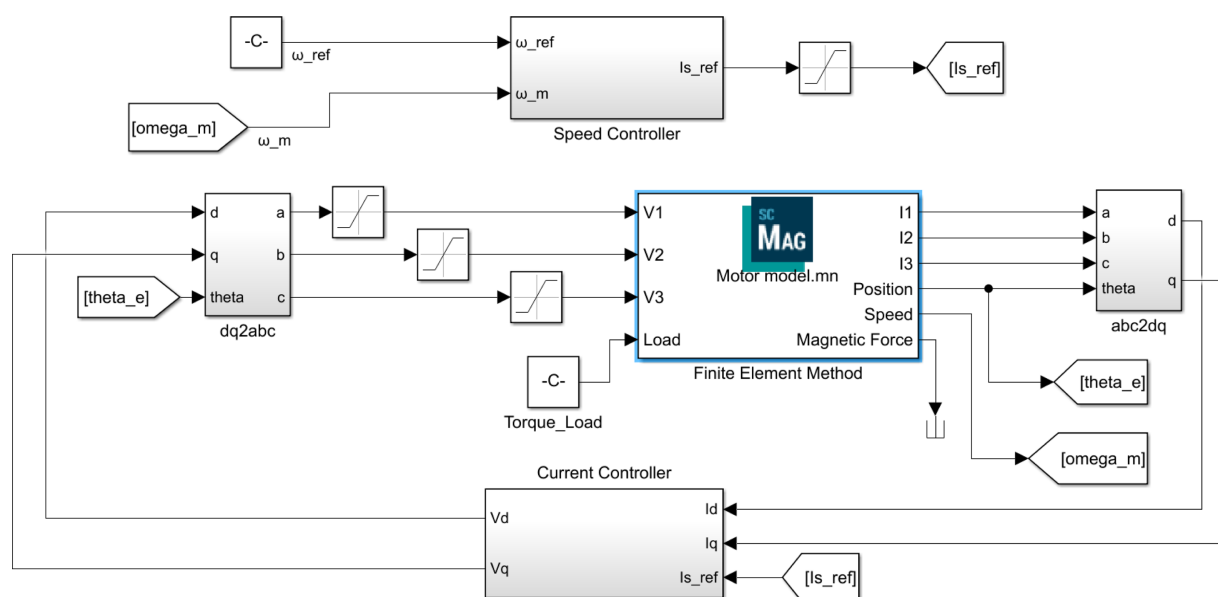 -C-
ω_ref
ω_ref
ω_m
Is_ref
[Is_ref]
[omega_m]
ω_m
Speed Controller
d
q
theta
a
b
c
[theta_e]
dq2abc
V1
V2
V3
Load
SC
MAG
Motor model.mn
I1
I2
I3
Position
Speed
Magnetic Force
Finite Element Method
a
b
c
theta
d
q
abc2dq
-C-
Torque_Load
[theta_e]
[omega_m]
Current Controller
Vd
Vq
Id
Iq
Is_ref
[Is_ref]